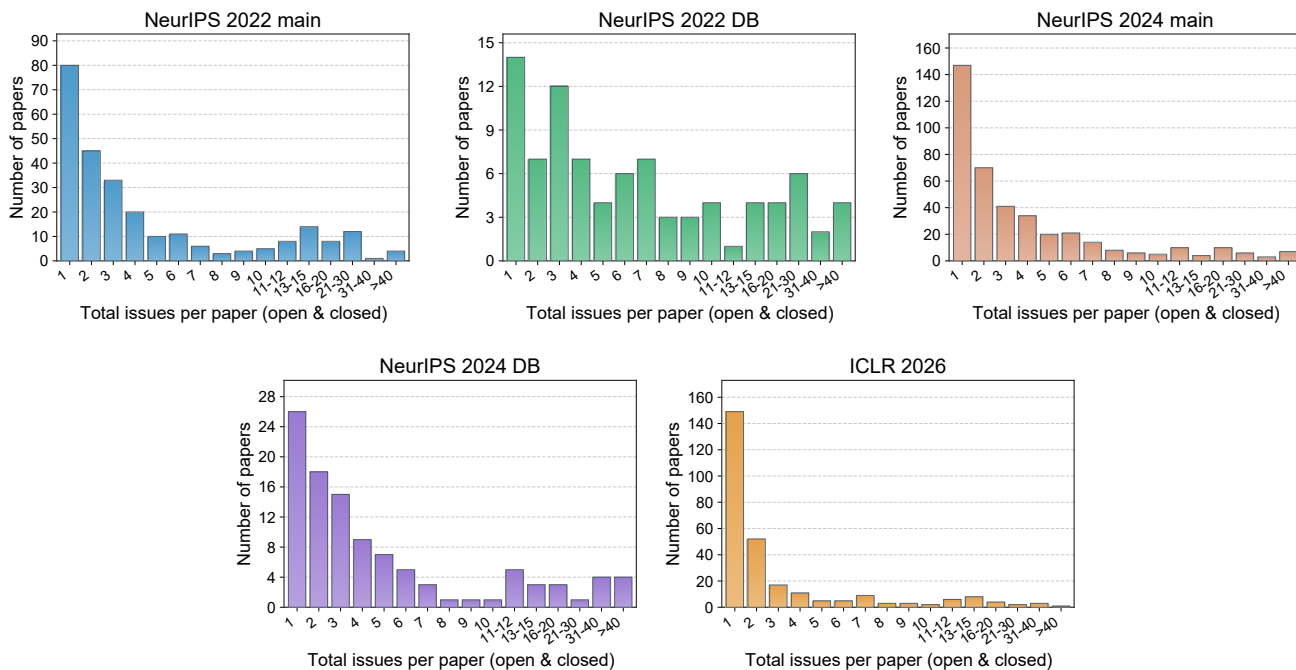 NeurIPS 2022 main
Number of papers
90
80
70
60
50
40
30
20
10
0
1 2 3 4 5 6 7 8 9 10 11-12 13-15 16-20 21-30 31-40 >40
Total issues per paper (open & closed)
NeurIPS 2022 DB
Number of papers
15
12
9
6
3
0
1 2 3 4 5 6 7 8 9 10 11-12 13-15 16-20 21-30 31-40 >40
Total issues per paper (open & closed)
NeurIPS 2024 main
Number of papers
160
140
120
100
80
60
40
20
0
1 2 3 4 5 6 7 8 9 10 11-12 13-15 16-20 21-30 31-40 >40
Total issues per paper (open & closed)
NeurIPS 2024 DB
Number of papers
28
24
20
16
12
8
4
0
1 2 3 4 5 6 7 8 9 10 11-12 13-15 16-20 21-30 31-40 >40
Total issues per paper (open & closed)
ICLR 2026
Number of papers
160
140
120
100
80
60
40
20
0
1 2 3 4 5 6 7 8 9 10 11-12 13-15 16-20 21-30 31-40 >40
Total issues per paper (open & closed)